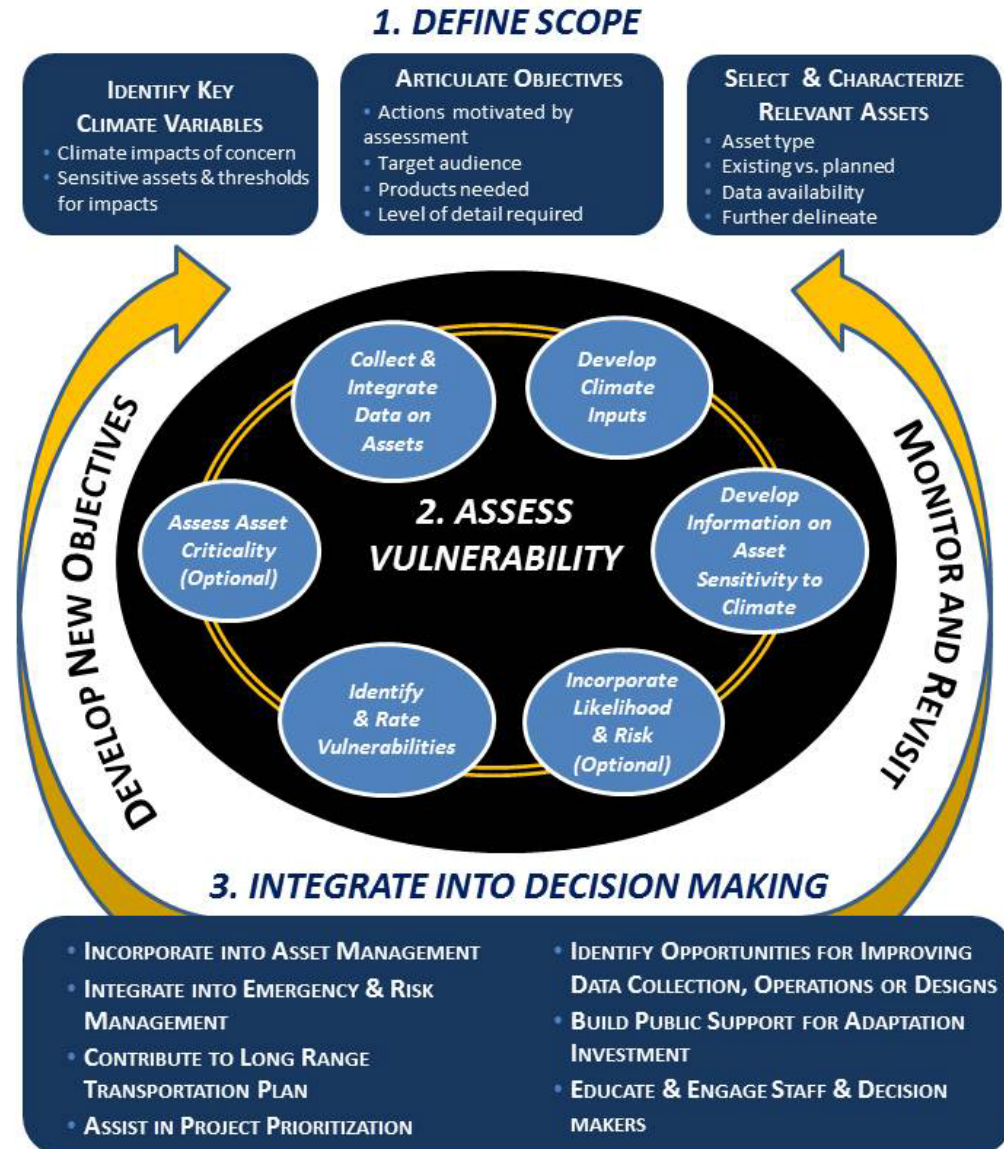 1. DEFINE SCOPE
IDENTIFY KEY
CLIMATE VARIABLES
• Climate impacts of concern
• Sensitive assets & thresholds
for impacts
ARTICULATE OBJECTIVES
• Actions motivated by
assessment
• Target audience
• Products needed
• Level of detail required
SELECT & CHARACTERIZE
RELEVANT ASSETS
• Asset type
• Existing vs. planned
• Data availability
• Further delineate
DEVELOP NEW OBJECTIVES
Collect &
Integrate
Data on
Assets
Develop
Climate
Inputs
Assess Asset
Criticality
(Optional)
2. ASSESS
VULNERABILITY
Develop
Information on
Asset
Sensitivity to
Climate
Identify
& Rate
Vulnerabilities
Incorporate
Likelihood
& Risk
(Optional)
MONITOR AND REVISIT
3. INTEGRATE INTO DECISION MAKING
• INCORPORATE INTO ASSET MANAGEMENT
• INTEGRATE INTO EMERGENCY & RISK
MANAGEMENT
• CONTRIBUTE TO LONG RANGE
TRANSPORTATION PLAN
• ASSIST IN PROJECT PRIORITIZATION
• IDENTIFY OPPORTUNITIES FOR IMPROVING
DATA COLLECTION, OPERATIONS OR DESIGNS
• BUILD PUBLIC SUPPORT FOR ADAPTATION
INVESTMENT
• EDUCATE & ENGAGE STAFF & DECISION
MAKERS